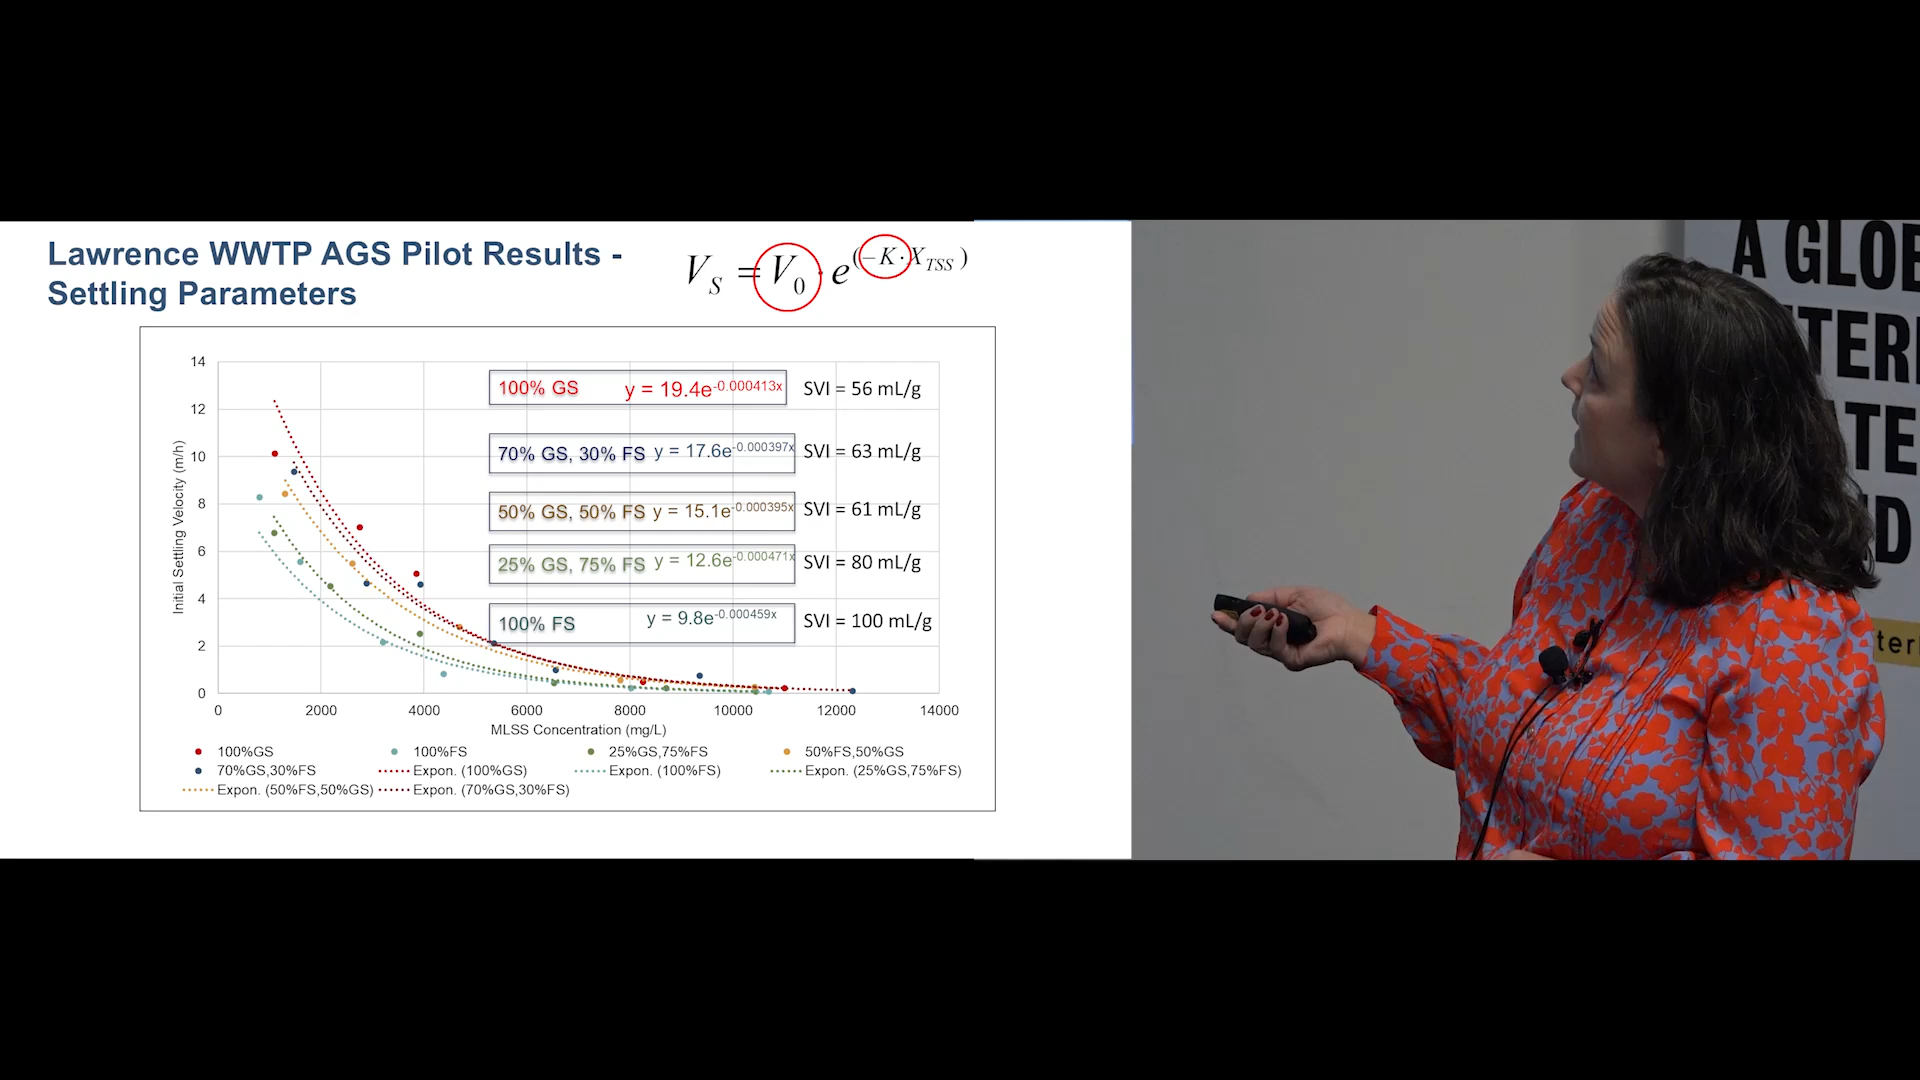 Lawrence WWTP AGS Pilot Results -
Settling Parameters
V_S = V_0 · e^(−K·X_TSS)
14
12
10
8
6
4
2
0
Initial Settling Velocity (m/h)
100% GS y = 19.4e^-0.000413x SVI = 56 mL/g
70% GS, 30% FS y = 17.6e^-0.000397x SVI = 63 mL/g
50% GS, 50% FS y = 15.1e^-0.000395x SVI = 61 mL/g
25% GS, 75% FS y = 12.6e^-0.000471x SVI = 80 mL/g
100% FS y = 9.8e^-0.000459x SVI = 100 mL/g
0 2000 4000 6000 8000 10000 12000 14000
MLSS Concentration (mg/L)
100%GS 100%FS 25%GS,75%FS 50%FS,50%GS
70%GS,30%FS Expon. (100%GS) Expon. (100%FS) Expon. (25%GS,75%FS)
Expon. (50%FS,50%GS) Expon. (70%GS,30%FS)
A GLOB
TER
TE
D
ter